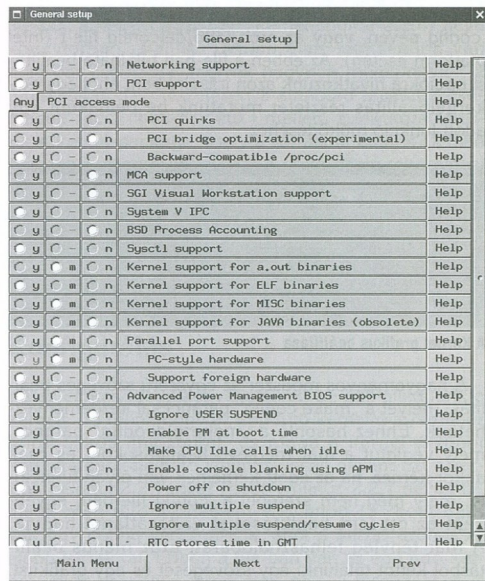 General setup
General setup
y - n Networking support Help
y - n PCI support Help
Any PCI access mode Help
y - n PCI quirks Help
y - n PCI bridge optimization (experimental) Help
y - n Backward-compatible /proc/pci Help
y - n MCA support Help
y - n SGI Visual Workstation support Help
y - n System V IPC Help
y - n BSD Process Accounting Help
y - n Sysctl support Help
y m n Kernel support for a.out binaries Help
y m n Kernel support for ELF binaries Help
y m n Kernel support for MISC binaries Help
y m n Kernel support for JAVA binaries (obsolete) Help
y m n Parallel port support Help
y m n PC-style hardware Help
y - n Support foreign hardware Help
y - n Advanced Power Management BIOS support Help
y - n Ignore USER SUSPEND Help
y - n Enable PM at boot time Help
y - n Make CPU Idle calls when idle Help
y - n Enable console blanking using APM Help
y - n Power off on shutdown Help
y - n Ignore multiple suspend Help
y - n Ignore multiple suspend/resume cycles Help
y - n - RTC stores time in GMT Help
Main Menu Next Prev